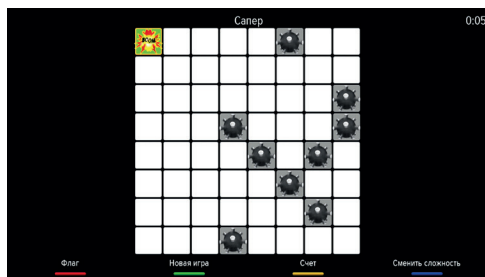 Сапер
0:05
BOOM
Флаг
Новая игра
Счет
Сменить сложность